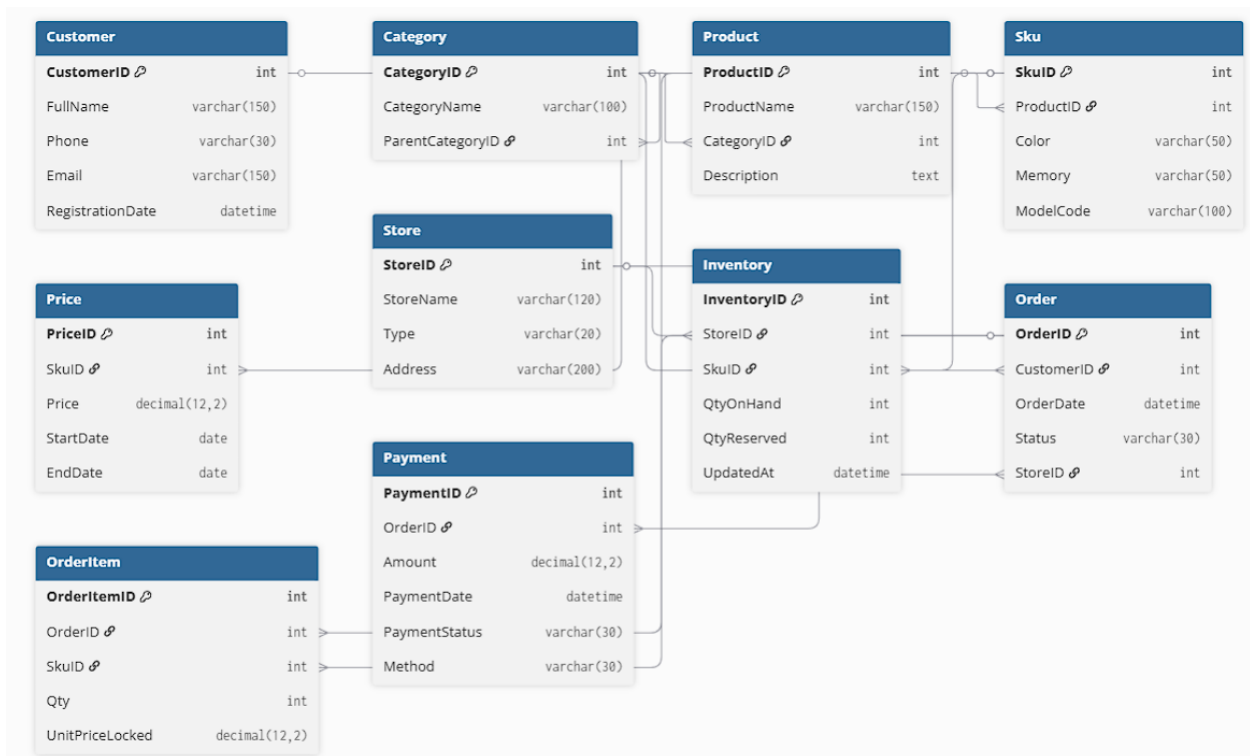 Customer
CustomerID int
FullName varchar(150)
Phone varchar(30)
Email varchar(150)
RegistrationDate datetime
Category
CategoryID int
CategoryName varchar(100)
ParentCategoryID int
Product
ProductID int
ProductName varchar(150)
CategoryID int
Description text
Sku
SkuID int
ProductID int
Color varchar(50)
Memory varchar(50)
ModelCode varchar(100)
Store
StoreID int
StoreName varchar(120)
Type varchar(20)
Address varchar(200)
Inventory
InventoryID int
StoreID int
SkuID int
QtyOnHand int
QtyReserved int
UpdatedAt datetime
Price
PriceID int
SkuID int
Price decimal(12,2)
StartDate date
EndDate date
Order
OrderID int
CustomerID int
OrderDate datetime
Status varchar(30)
StoreID int
Payment
PaymentID int
OrderID int
Amount decimal(12,2)
PaymentDate datetime
PaymentStatus varchar(30)
Method varchar(30)
OrderItem
OrderItemID int
OrderID int
SkuID int
Qty int
UnitPriceLocked decimal(12,2)